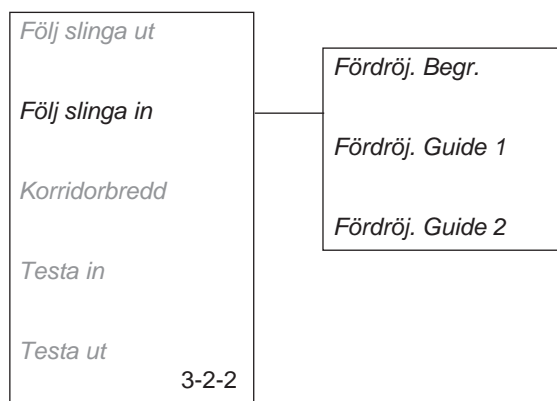 Följ slinga ut
Följ slinga in
Korridorbredd
Testa in
Testa ut
3-2-2
Fördröj. Begr.
Fördröj. Guide 1
Fördröj. Guide 2